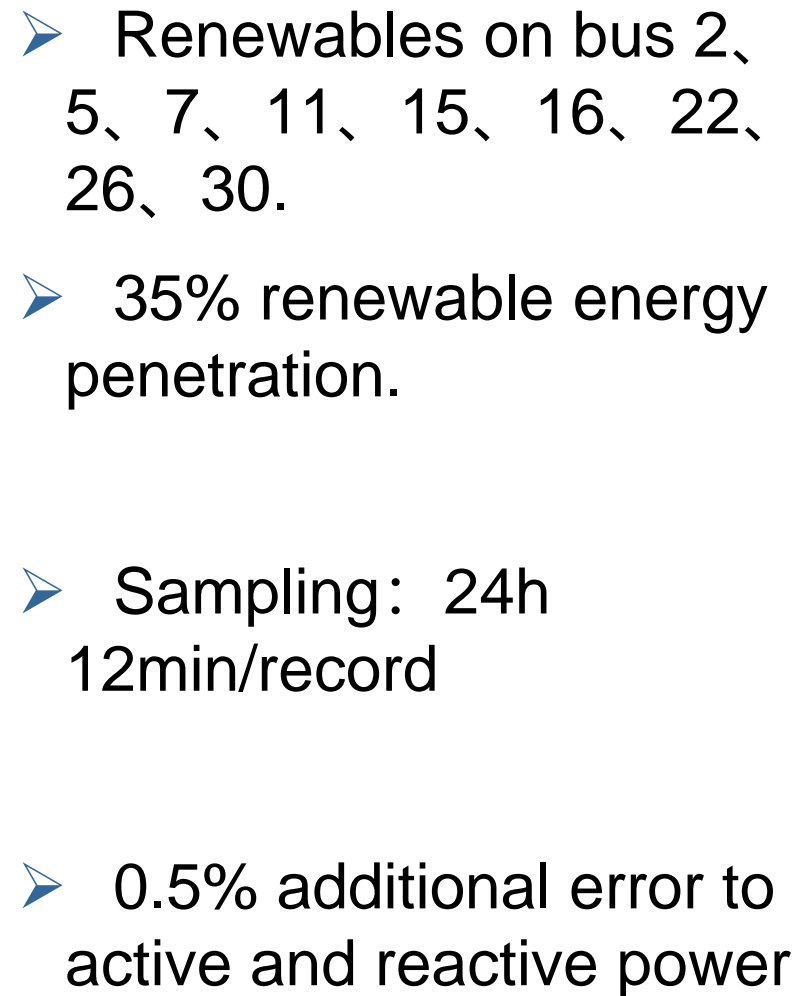 ➢ Renewables on bus 2、
5、7、11、15、16、22、
26、30.
➢ 35% renewable energy
penetration.
➢ Sampling：24h
12min/record
➢ 0.5% additional error to
active and reactive power